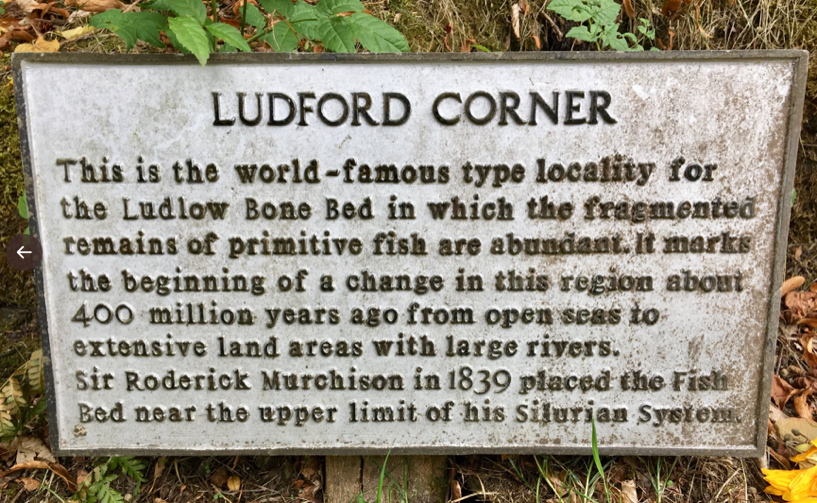 LUDFORD CORNER
This is the world-famous type locality for
the Ludlow Bone Bed in which the fragmented
remains of primitive fish are abundant. It marks
the beginning of a change in this region about
400 million years ago from open seas to
extensive land areas with large rivers.
Sir Roderick Murchison in 1839 placed the Fish
Bed near the upper limit of his Silurian System.